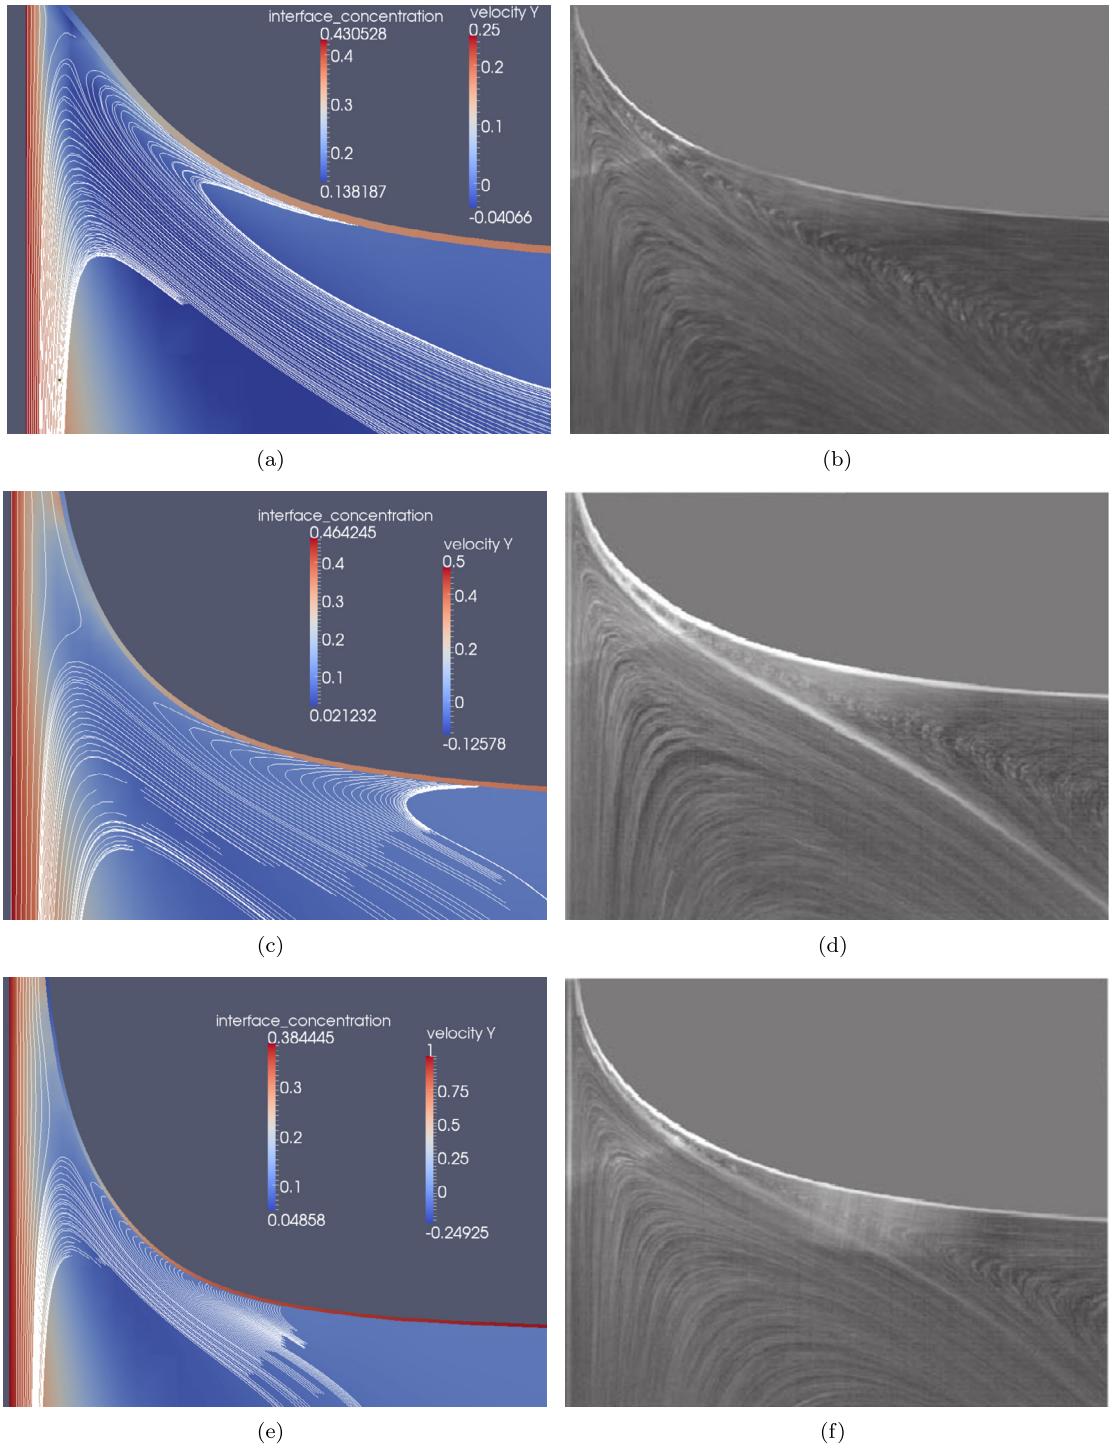 interface_concentration
0.430528
0.4
0.3
0.2
0.138187
velocity Y
0.25
0.2
0.1
0
-0.04066
(a)
(b)
interface_concentration
0.464245
0.4
0.3
0.2
0.1
0.021232
velocity Y
0.5
0.4
0.2
0
-0.12578
(c)
(d)
interface_concentration
0.384445
0.3
0.2
0.1
0.04858
velocity Y
1
0.75
0.5
0.25
0
-0.24925
(e)
(f)